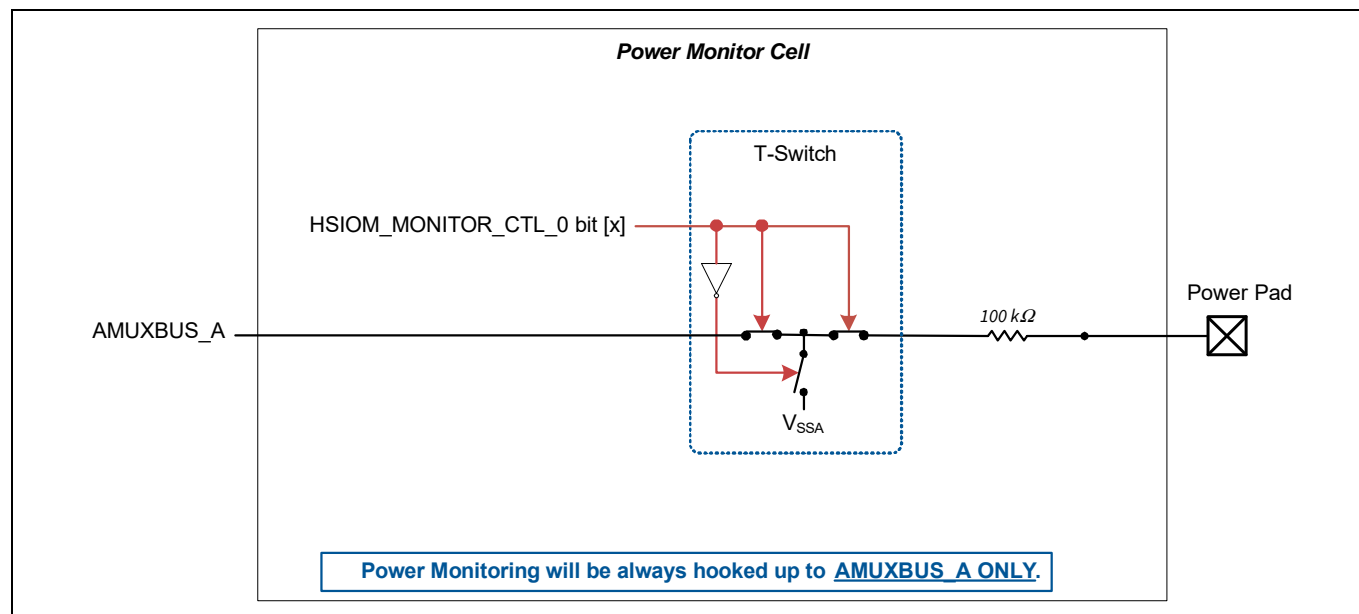 Power Monitor Cell
T-Switch
HSIOM_MONITOR_CTL_0 bit [x]
Power Pad
100 kΩ
AMUXBUS_A
VSSA
Power Monitoring will be always hooked up to AMUXBUS_A ONLY.